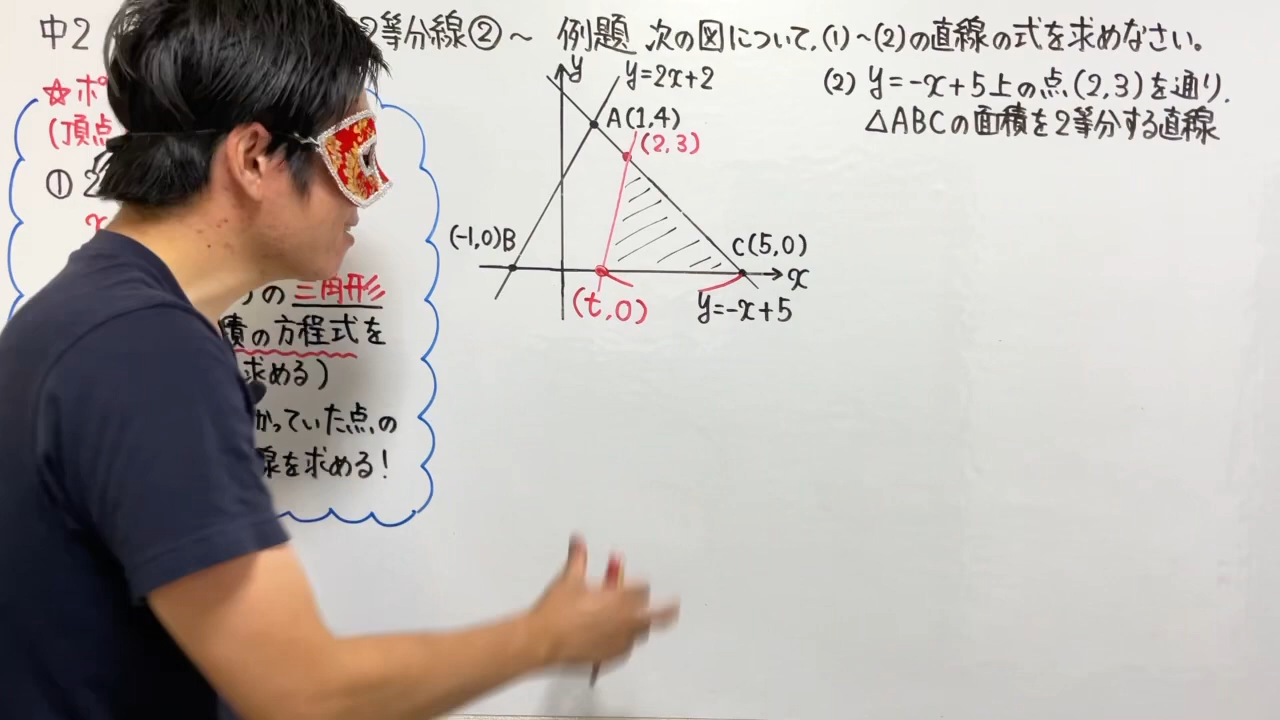 中2
2等分線②～ 例題 次の図について、(1)～(2)の直線の式を求めなさい。
(2) y=-x+5上の点(2,3)を通り、
△ABCの面積を2等分する直線
☆ポ
(頂点
①2
x
の三角形
積の方程式を
求める)
かっていた点の
線を求める!
y
y=2x+2
A(1,4)
(2,3)
(-1,0)B
C(5,0)
x
(t,0)
y=-x+5